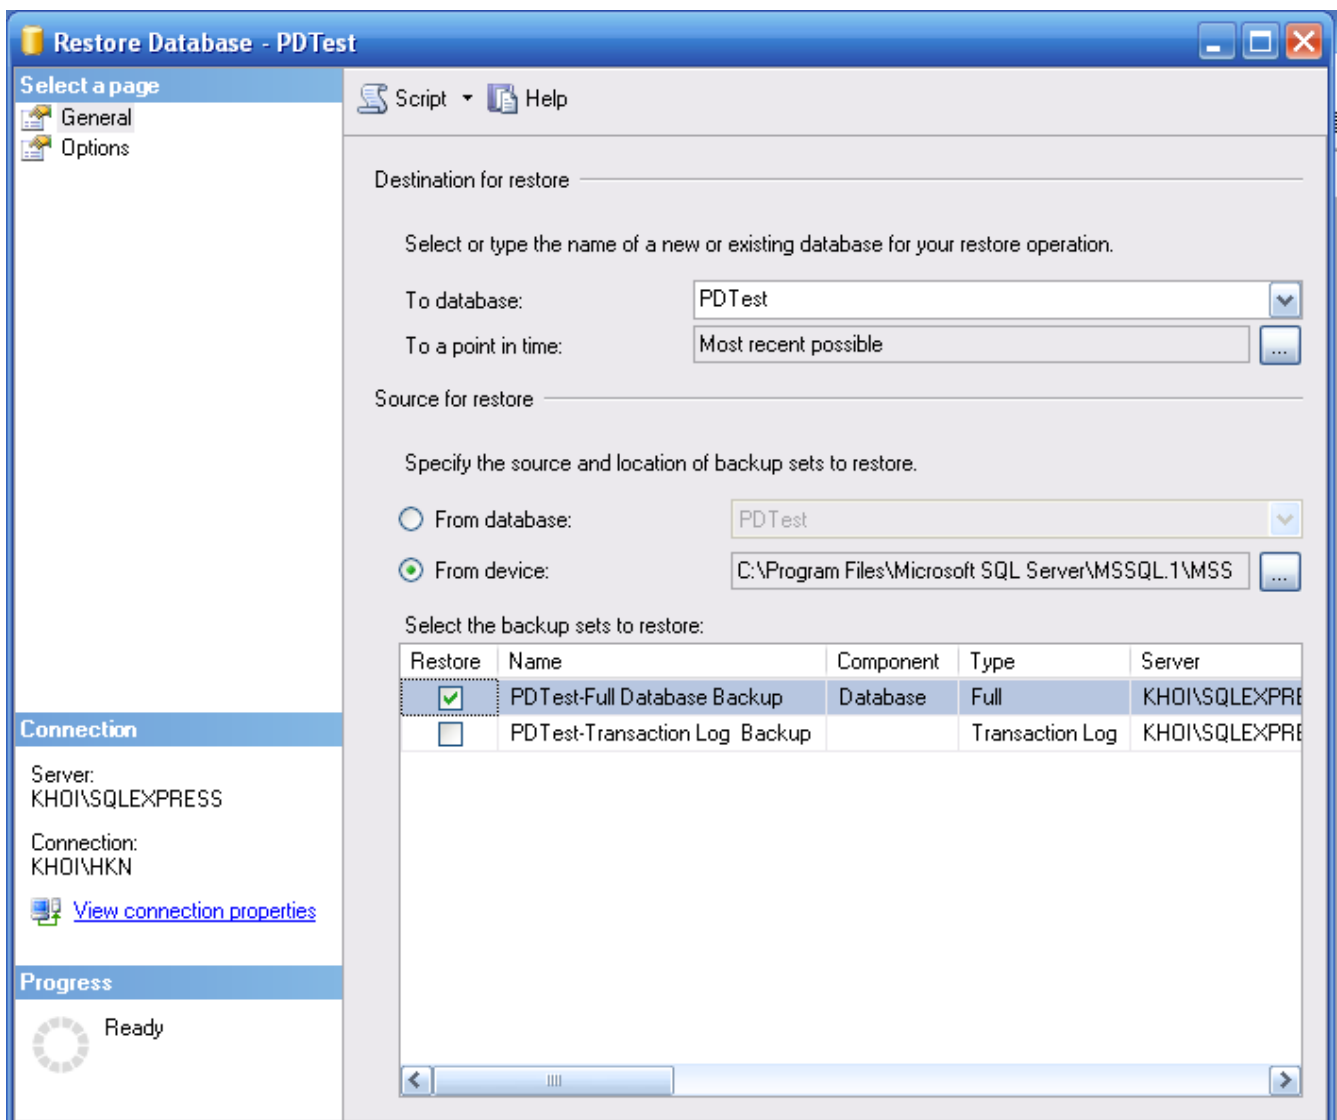 Restore Database - PDTest
Select a page
General
Options
Script
Help
Destination for restore
Select or type the name of a new or existing database for your restore operation.
To database: PDTest
To a point in time: Most recent possible ...
Source for restore
Specify the source and location of backup sets to restore.
From database: PDTest
From device: C:\Program Files\Microsoft SQL Server\MSSQL.1\MSS ...
Select the backup sets to restore:
Restore Name Component Type Server
PDTest-Full Database Backup Database Full KHOI\SQLEXPRE
PDTest-Transaction Log Backup Transaction Log KHOI\SQLEXPRE
Connection
Server:
KHOI\SQLEXPRESS
Connection:
KHOI\HKN
View connection properties
Progress
Ready